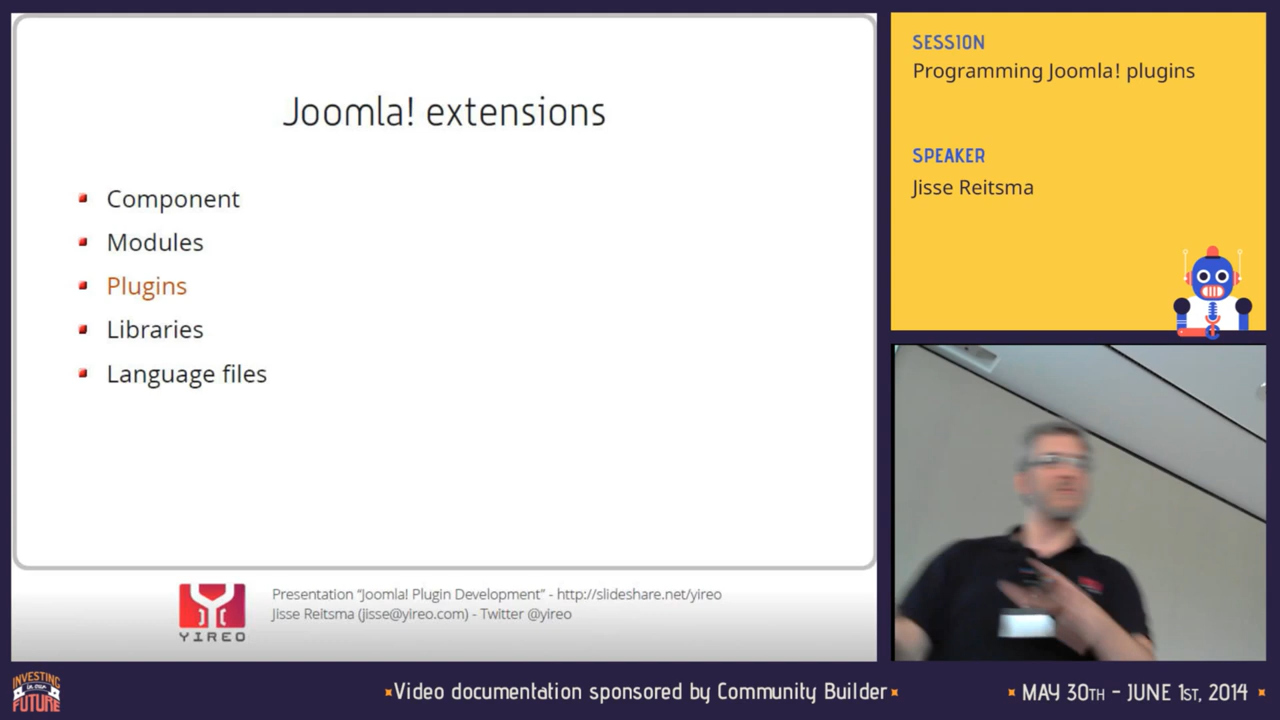 Joomla! extensions
Component
Modules
Plugins
Libraries
Language files
YIREO
Presentation “Joomla! Plugin Development” - http://slideshare.net/yireo
Jisse Reitsma (jisse@yireo.com) - Twitter @yireo
SESSION
Programming Joomla! plugins
SPEAKER
Jisse Reitsma
INVESTING
in our
FUTURE
Video documentation sponsored by Community Builder
MAY 30TH - JUNE 1ST, 2014